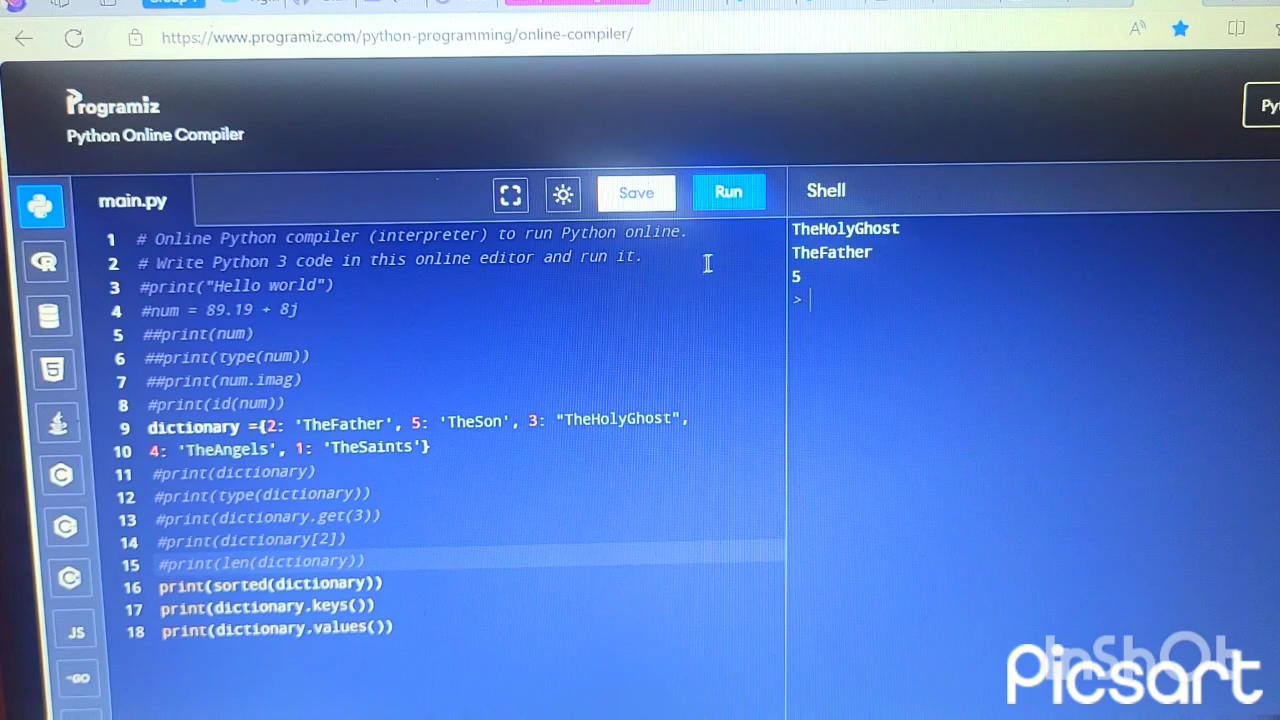 https://www.programiz.com/python-programming/online-compiler/
Programiz
Python Online Compiler
main.py
Save
Run
Shell
1 # Online Python compiler (interpreter) to run Python online.
2 # Write Python 3 code in this online editor and run it.
3 #print("Hello world")
4 #num = 89.19 + 8j
5 ##print(num)
6 ##print(type(num))
7 ##print(num.imag)
8 #print(id(num))
9 dictionary ={2: 'TheFather', 5: 'TheSon', 3: "TheHolyGhost",
10 4: 'TheAngels', 1: 'TheSaints'}
11 #print(dictionary)
12 #print(type(dictionary))
13 #print(dictionary.get(3))
14 #print(dictionary[2])
15 #print(len(dictionary))
16 print(sorted(dictionary))
17 print(dictionary.keys())
18 print(dictionary.values())
TheHolyGhost
TheFather
5
>
JS
GO
InShOt
Picsart